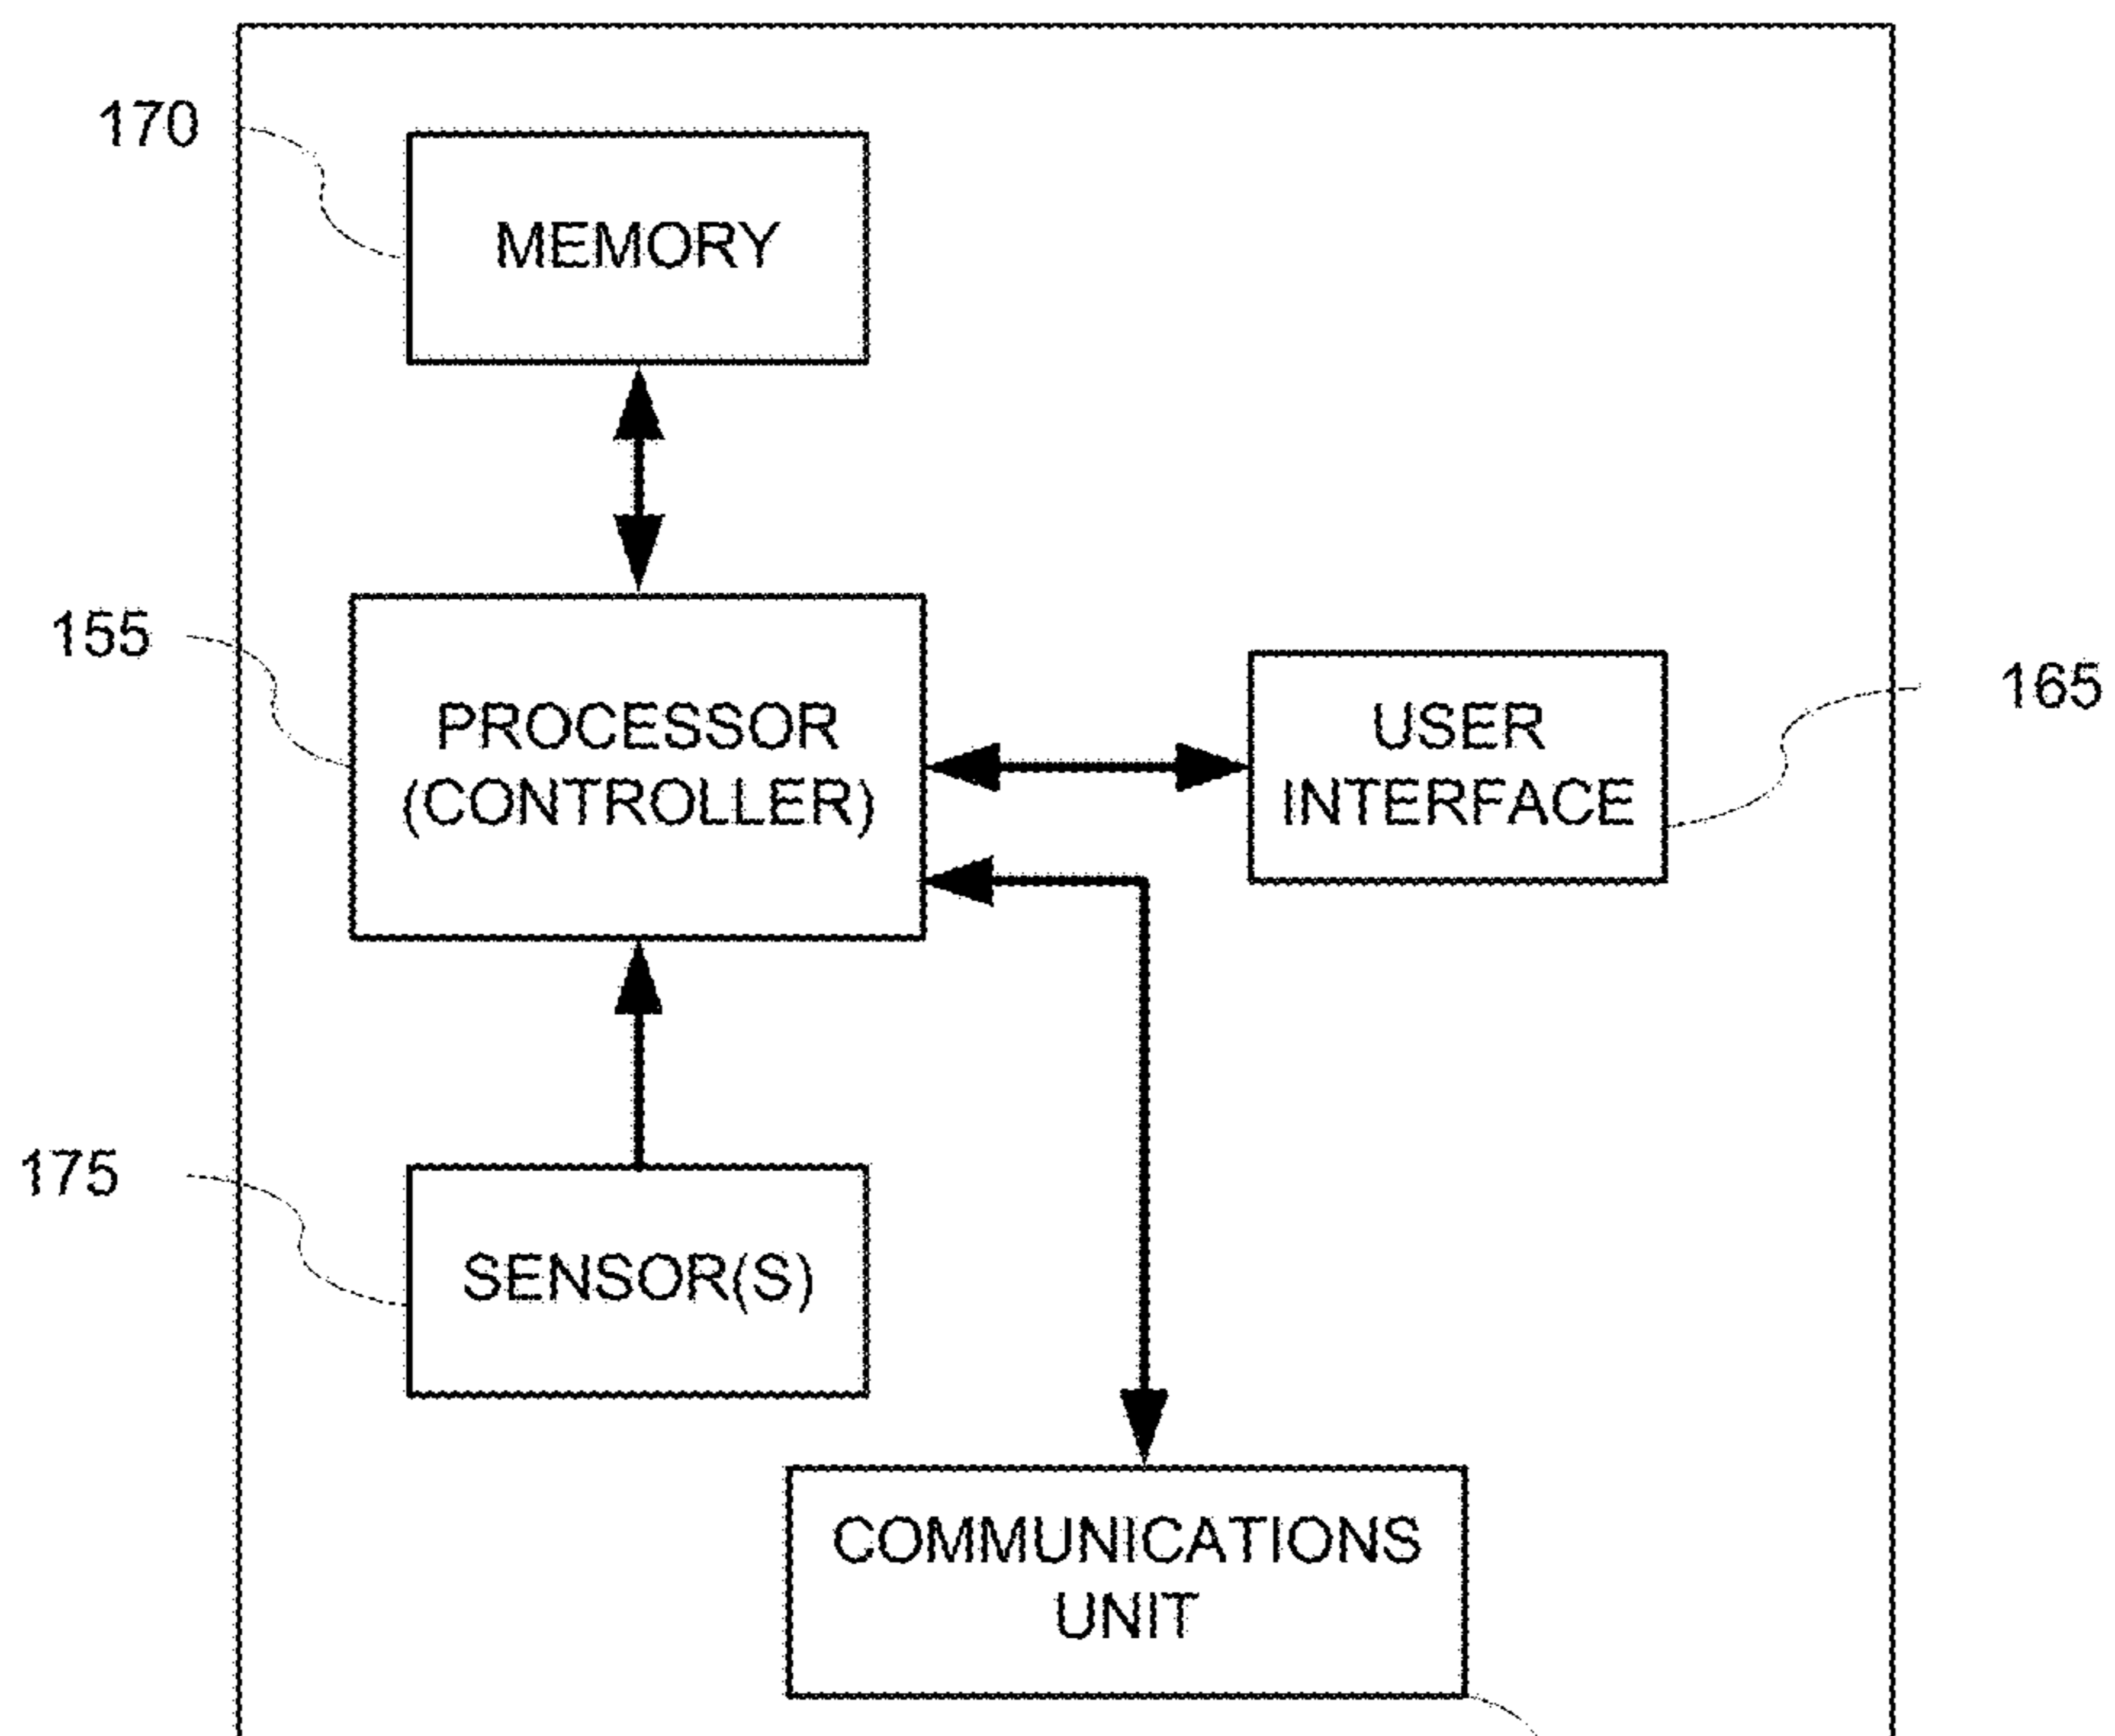 170
MEMORY
155
PROCESSOR
(CONTROLLER)
USER
INTERFACE
165
175
SENSOR(S)
COMMUNICATIONS
UNIT